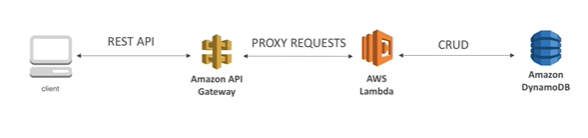 REST API
PROXY REQUESTS
CRUD
client
Amazon API
Gateway
AWS
Lambda
Amazon
DynamoDB